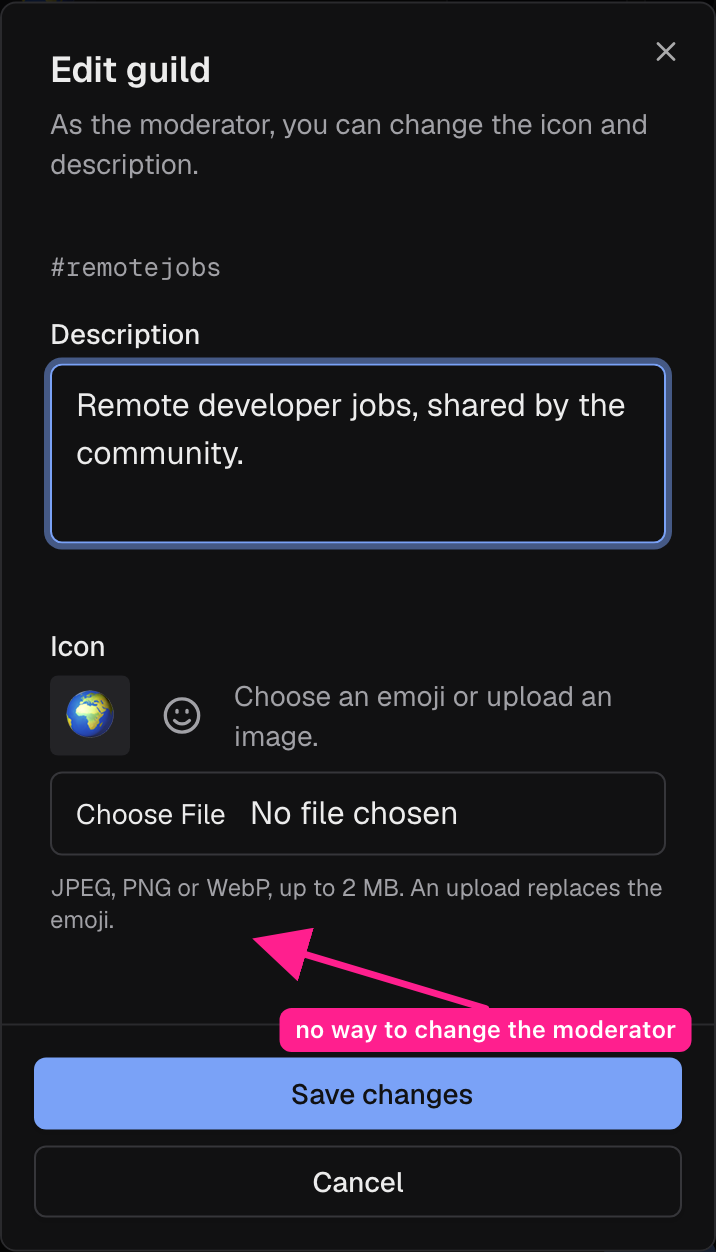 Edit guild
As the moderator, you can change the icon and
description.
#remotejobs
Description
Remote developer jobs, shared by the
community.
Icon
Choose an emoji or upload an
image.
Choose File No file chosen
JPEG, PNG or WebP, up to 2 MB. An upload replaces the
emoji.
no way to change the moderator
Save changes
Cancel